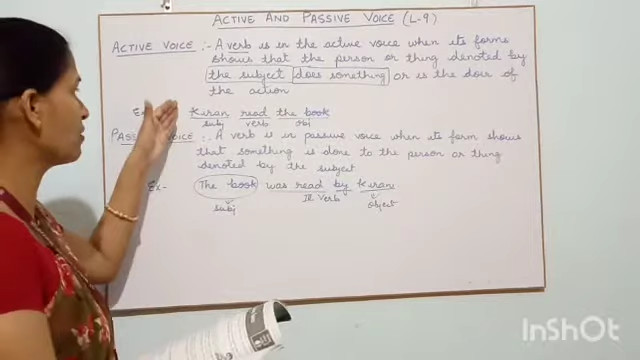 ACTIVE AND PASSIVE VOICE (L-9)
ACTIVE VOICE :- A verb is in the active voice when its form
shows that the person or thing denoted by
the subject does something or is the doer of
the action
Kiran read the book
subj verb obj
PASSIVE VOICE :- A verb is in passive voice when its form shows
that something is done to the person or thing
denoted by the subject
Ex- The book was read by Kiran
subj III verb object
InShOt